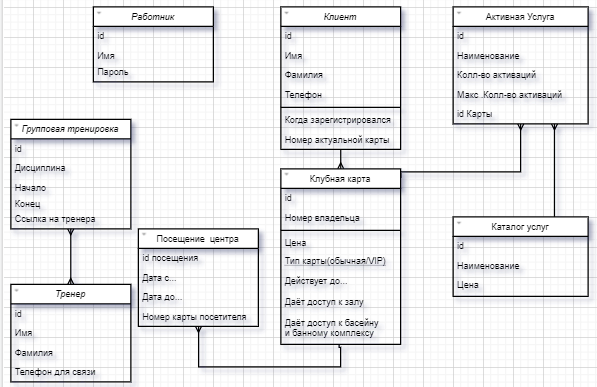 Работник
id
Имя
Пароль
Клиент
id
Имя
Фамилия
Телефон
Когда зарегистрировался
Номер актуальной карты
Активная Услуга
id
Наименование
Колл-во активаций
Макс .Колл-во активаций
id Карты
Групповая тренировка
id
Дисциплина
Начало
Конец
Ссылка на тренера
Клубная карта
id
Номер владельца
Цена
Тип карты(обычная/VIP)
Действует до...
Даёт доступ к залу
Даёт доступ к басейну
и банному комплексу
Каталог услуг
id
Наименование
Цена
Посещение центра
id посещения
Дата с...
Дата до...
Номер карты посетителя
Тренер
id
Имя
Фамилия
Телефон для связи